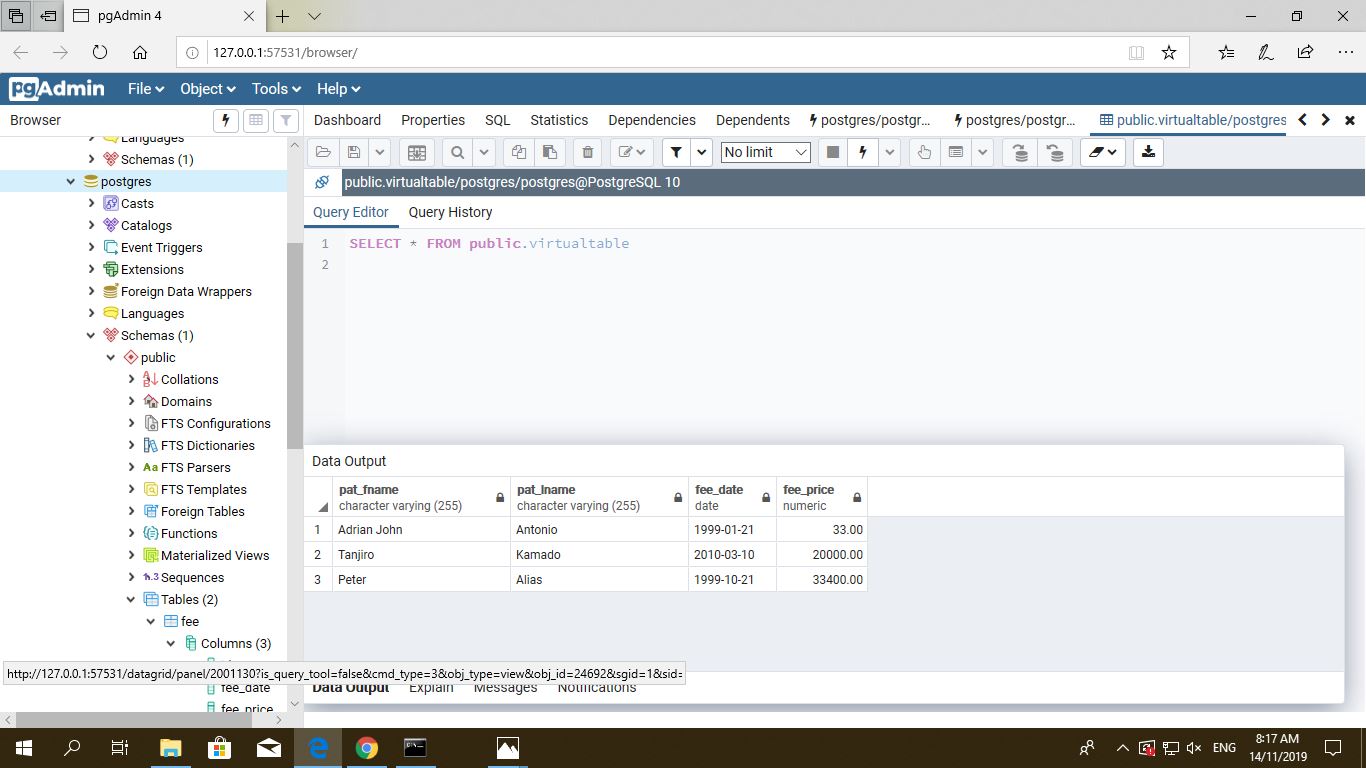 pgAdmin 4
127.0.0.1:57531/browser/
pgAdmin File Object Tools Help
Browser
Dashboard Properties SQL Statistics Dependencies Dependents postgres/postgr... postgres/postgr... public.virtualtable/postgres
Languages
Schemas (1)
postgres
Casts
Catalogs
Event Triggers
Extensions
Foreign Data Wrappers
Languages
Schemas (1)
public
Collations
Domains
FTS Configurations
FTS Dictionaries
Aa FTS Parsers
FTS Templates
Foreign Tables
Functions
Materialized Views
1..3 Sequences
Tables (2)
fee
Columns (3)
http://127.0.0.1:57531/datagrid/panel/2001130?is_query_tool=false&cmd_type=3&obj_type=view&obj_id=24692&sgid=1&sid=
fee_date
fee_price
No limit
public.virtualtable/postgres/postgres@PostgreSQL 10
Query Editor Query History
1 SELECT * FROM public.virtualtable
2
Data Output
pat_fname pat_lname fee_date fee_price
character varying (255) character varying (255) date numeric
1 Adrian John Antonio 1999-01-21 33.00
2 Tanjiro Kamado 2010-03-10 20000.00
3 Peter Alias 1999-10-21 33400.00
Data Output Explain Messages Notifications
ENG
8:17 AM
14/11/2019